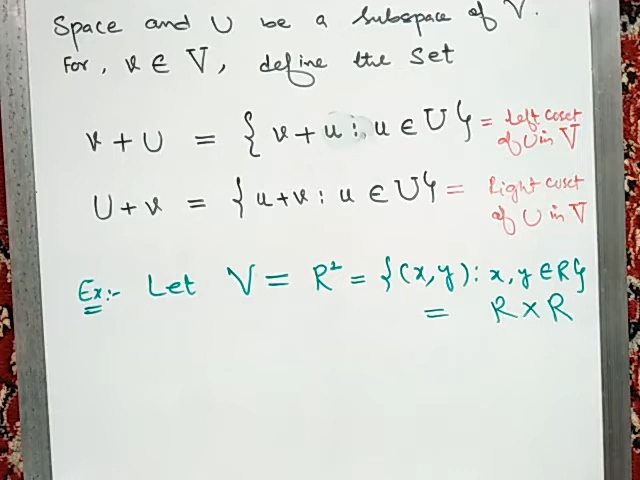 Space and U be a subspace of V.
For, v ∈ V, define the set
v + U = { v + u : u ∈ U } = Left coset of U in V
U + v = { u + v : u ∈ U } = Right coset of U in V
Ex:- Let V = R² = {(x, y) : x, y ∈ R}
= R × R